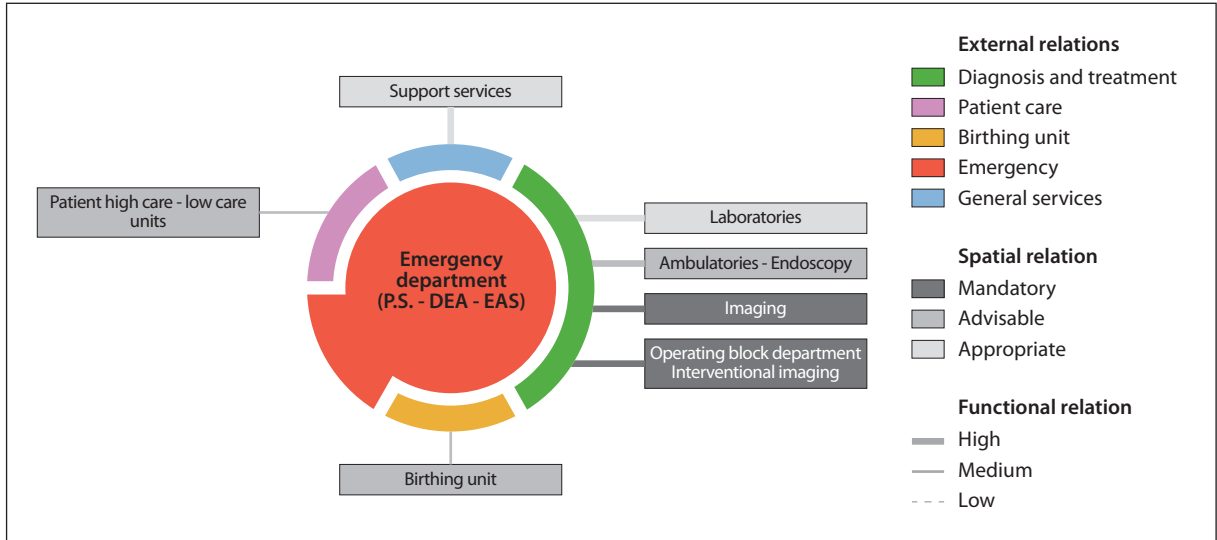 Support services
Patient high care - low care
units
Emergency
department
(P.S. - DEA - EAS)
Laboratories
Ambulatories - Endoscopy
Imaging
Operating block department
Interventional imaging
Birthing unit
External relations
Diagnosis and treatment
Patient care
Birthing unit
Emergency
General services
Spatial relation
Mandatory
Advisable
Appropriate
Functional relation
High
Medium
Low